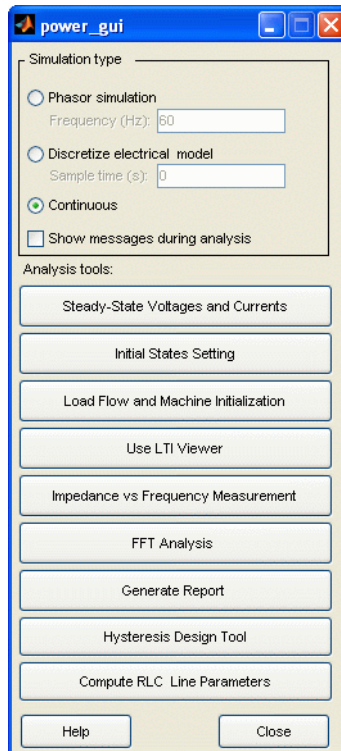 power_gui
Simulation type
Phasor simulation
Frequency (Hz): 60
Discretize electrical model
Sample time (s): 0
Continuous
Show messages during analysis
Analysis tools:
Steady-State Voltages and Currents
Initial States Setting
Load Flow and Machine Initialization
Use LTI Viewer
Impedance vs Frequency Measurement
FFT Analysis
Generate Report
Hysteresis Design Tool
Compute RLC Line Parameters
Help Close